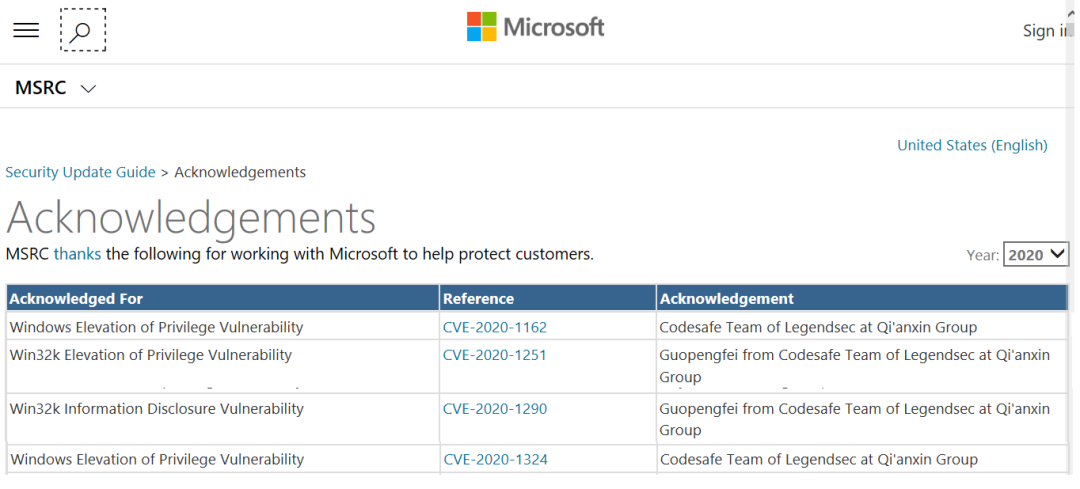 Microsoft
Sign in
MSRC
United States (English)
Security Update Guide > Acknowledgements
Acknowledgements
MSRC thanks the following for working with Microsoft to help protect customers.
Year: 2020
Acknowledged For Reference Acknowledgement
Windows Elevation of Privilege Vulnerability CVE-2020-1162 Codesafe Team of Legendsec at Qi'anxin Group
Win32k Elevation of Privilege Vulnerability CVE-2020-1251 Guopengfei from Codesafe Team of Legendsec at Qi'anxin
Group
Win32k Information Disclosure Vulnerability CVE-2020-1290 Guopengfei from Codesafe Team of Legendsec at Qi'anxin
Group
Windows Elevation of Privilege Vulnerability CVE-2020-1324 Codesafe Team of Legendsec at Qi'anxin Group